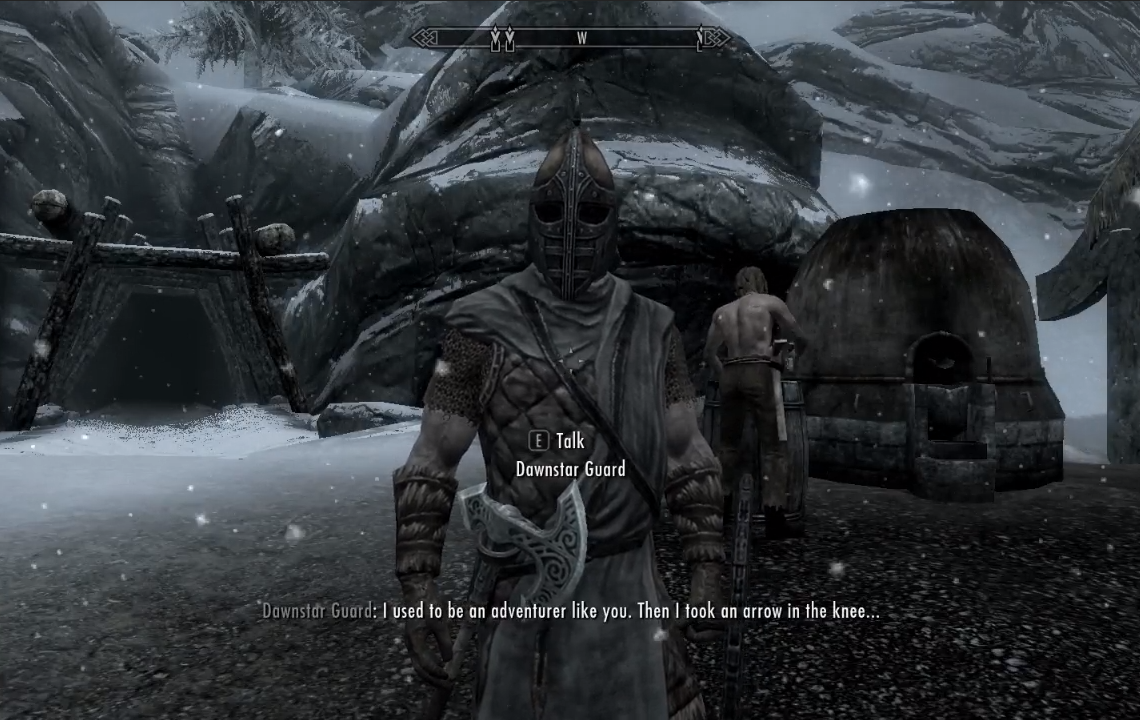 W
E Talk
Dawnstar Guard
Dawnstar Guard: I used to be an adventurer like you. Then I took an arrow in the knee...